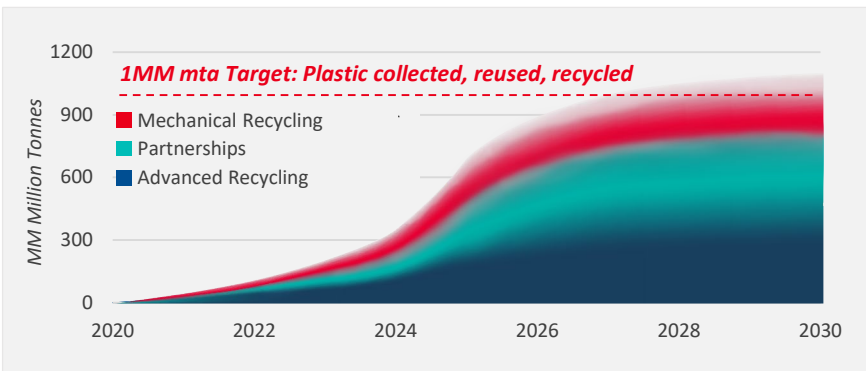 1200
1MM mta Target: Plastic collected, reused, recycled
900
Mechanical Recycling
Partnerships
600
Advanced Recycling
MM Million Tonnes
300
0
2020 2022 2024 2026 2028 2030